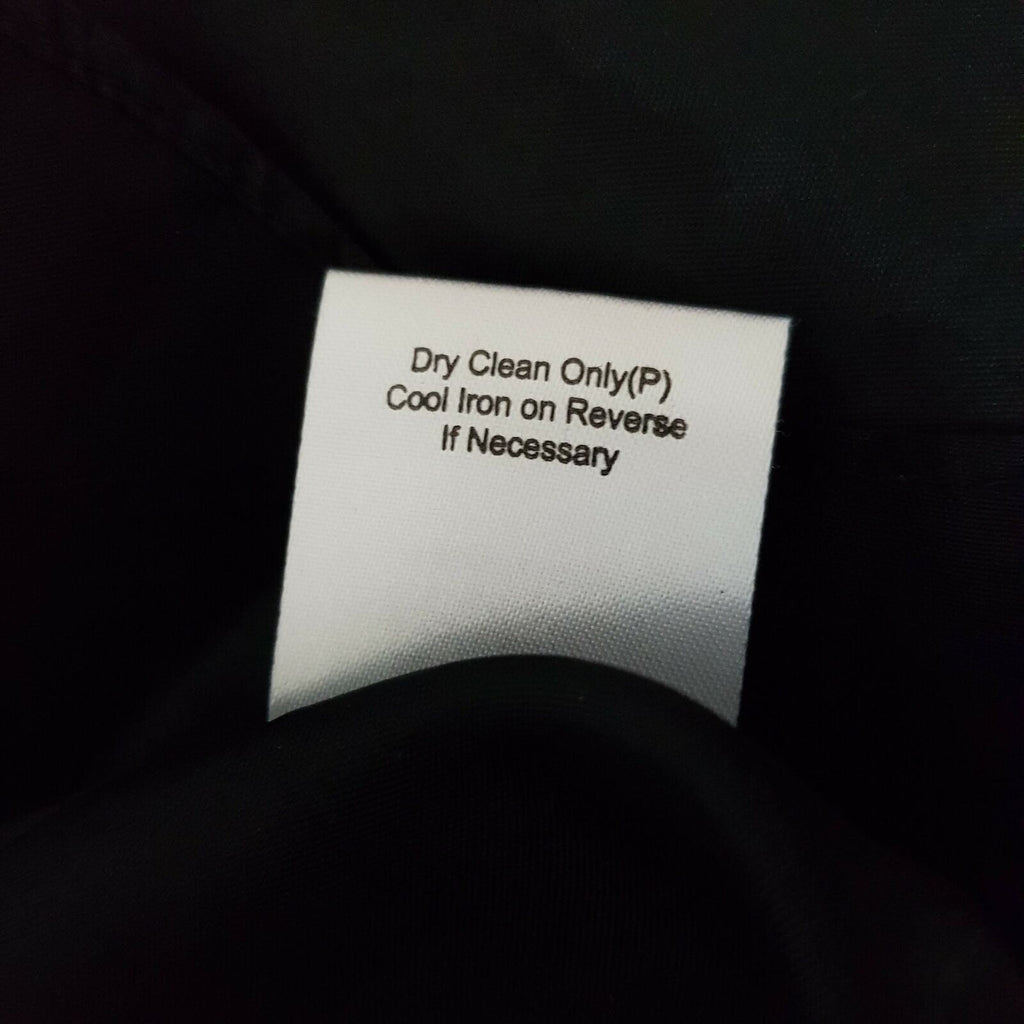 Dry Clean Only(P)
Cool Iron on Reverse
If Necessary